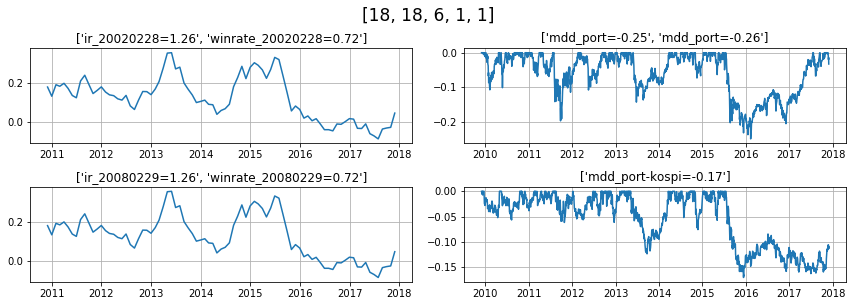 [18, 18, 6, 1, 1]
['ir_20020228=1.26', 'winrate_20020228=0.72']
0.2
0.0
2011 2012 2013 2014 2015 2016 2017 2018
['mdd_port=-0.25', 'mdd_port=-0.26']
0.0
−0.1
−0.2
2010 2011 2012 2013 2014 2015 2016 2017 2018
['ir_20080229=1.26', 'winrate_20080229=0.72']
0.2
0.0
2011 2012 2013 2014 2015 2016 2017 2018
['mdd_port-kospi=-0.17']
0.00
−0.05
−0.10
−0.15
2010 2011 2012 2013 2014 2015 2016 2017 2018